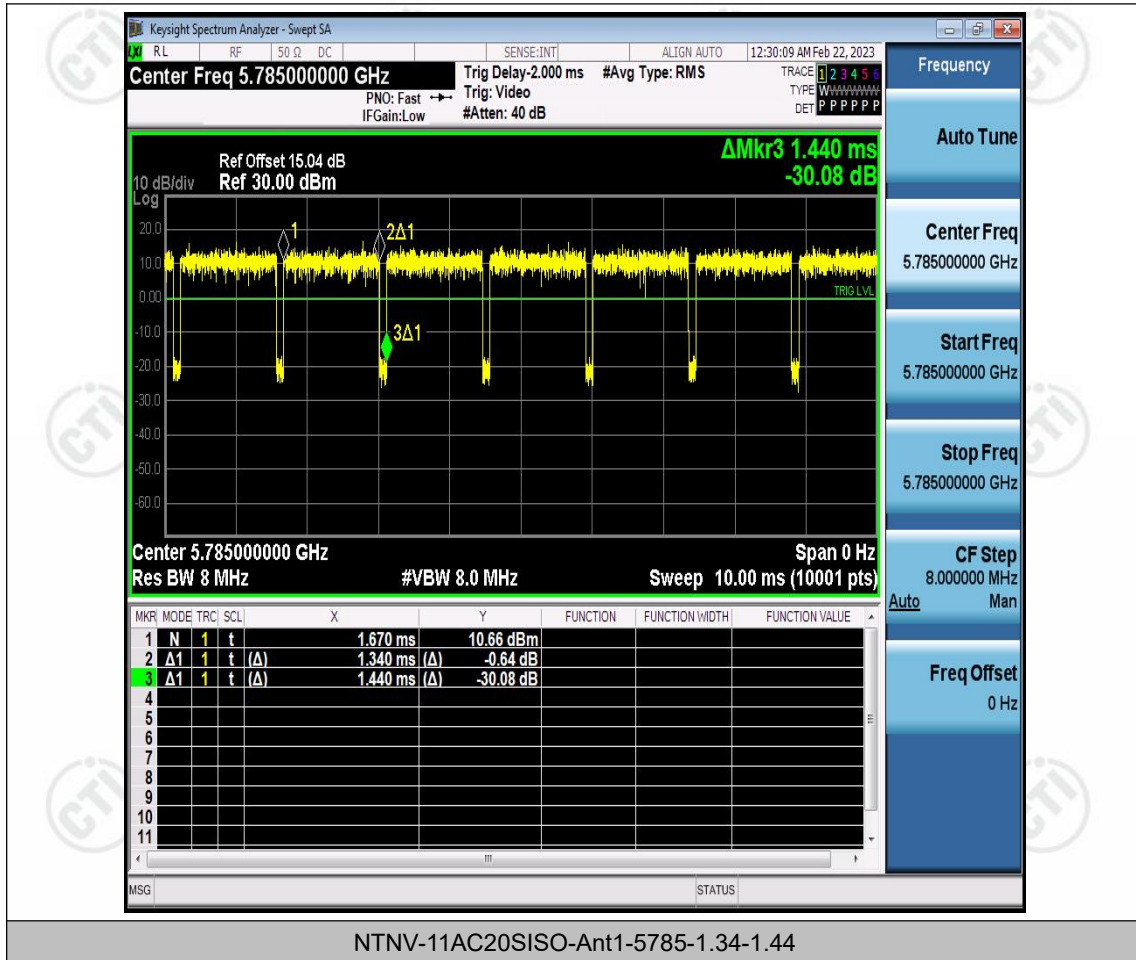 Keysight Spectrum Analyzer - Swept SA
LXI RL RF 50 Ω DC SENSE:INT ALIGN AUTO 12:30:09 AM Feb 22, 2023
Center Freq 5.785000000 GHz
PNO: Fast
IFGain:Low
Trig Delay-2.000 ms
Trig: Video
#Atten: 40 dB
#Avg Type: RMS
TRACE 1 2 3 4 5 6
TYPE WWWWWW
DET P P P P P P
ΔMkr3 1.440 ms
-30.08 dB
Ref Offset 15.04 dB
10 dB/div Ref 30.00 dBm
Log
20.0
10.0
0.00
-10.0
-20.0
-30.0
-40.0
-50.0
-60.0
1
2Δ1
3Δ1
TRIG LVL
Center 5.785000000 GHz Span 0 Hz
Res BW 8 MHz #VBW 8.0 MHz Sweep 10.00 ms (10001 pts)
MKR MODE TRC SCL X Y FUNCTION FUNCTION WIDTH FUNCTION VALUE
1 N 1 t 1.670 ms 10.66 dBm
2 Δ1 1 t (Δ) 1.340 ms (Δ) -0.64 dB
3 Δ1 1 t (Δ) 1.440 ms (Δ) -30.08 dB
4
5
6
7
8
9
10
11
MSG STATUS
Frequency
Auto Tune
Center Freq
5.785000000 GHz
Start Freq
5.785000000 GHz
Stop Freq
5.785000000 GHz
CF Step
8.000000 MHz
Auto Man
Freq Offset
0 Hz
CTI
CTI
CTI
CTI
CTI
CTI
NTNV-11AC20SISO-Ant1-5785-1.34-1.44